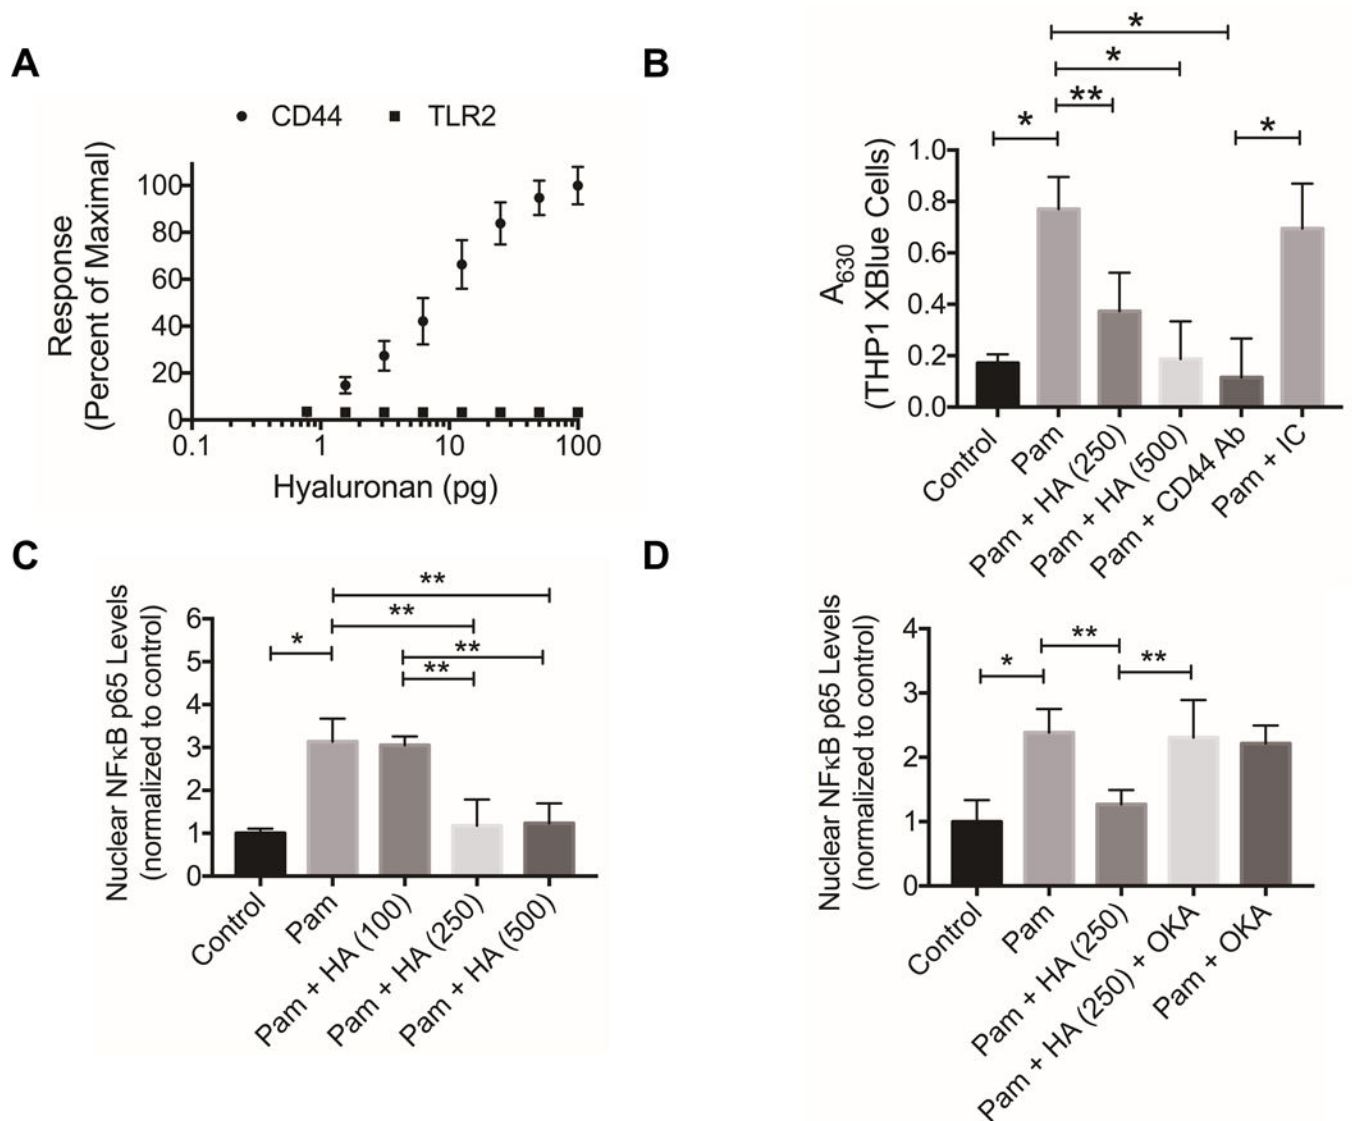 A
CD44 TLR2
Response
(Percent of Maximal)
100
80
60
40
20
0
0.1 1 10 100
Hyaluronan (pg)
B
*
*
**
*
*
A630
(THP1 XBlue Cells)
1.0
0.8
0.6
0.4
0.2
0.0
Control
Pam
Pam + HA (250)
Pam + HA (500)
Pam + CD44 Ab
Pam + IC
C
**
**
*
**
**
Nuclear NFκB p65 Levels
(normalized to control)
6
5
4
3
2
1
0
Control
Pam
Pam + HA (100)
Pam + HA (250)
Pam + HA (500)
D
**
*
**
Nuclear NFκB p65 Levels
(normalized to control)
4
3
2
1
0
Control
Pam
Pam + HA (250)
Pam + HA (250) + OKA
Pam + OKA